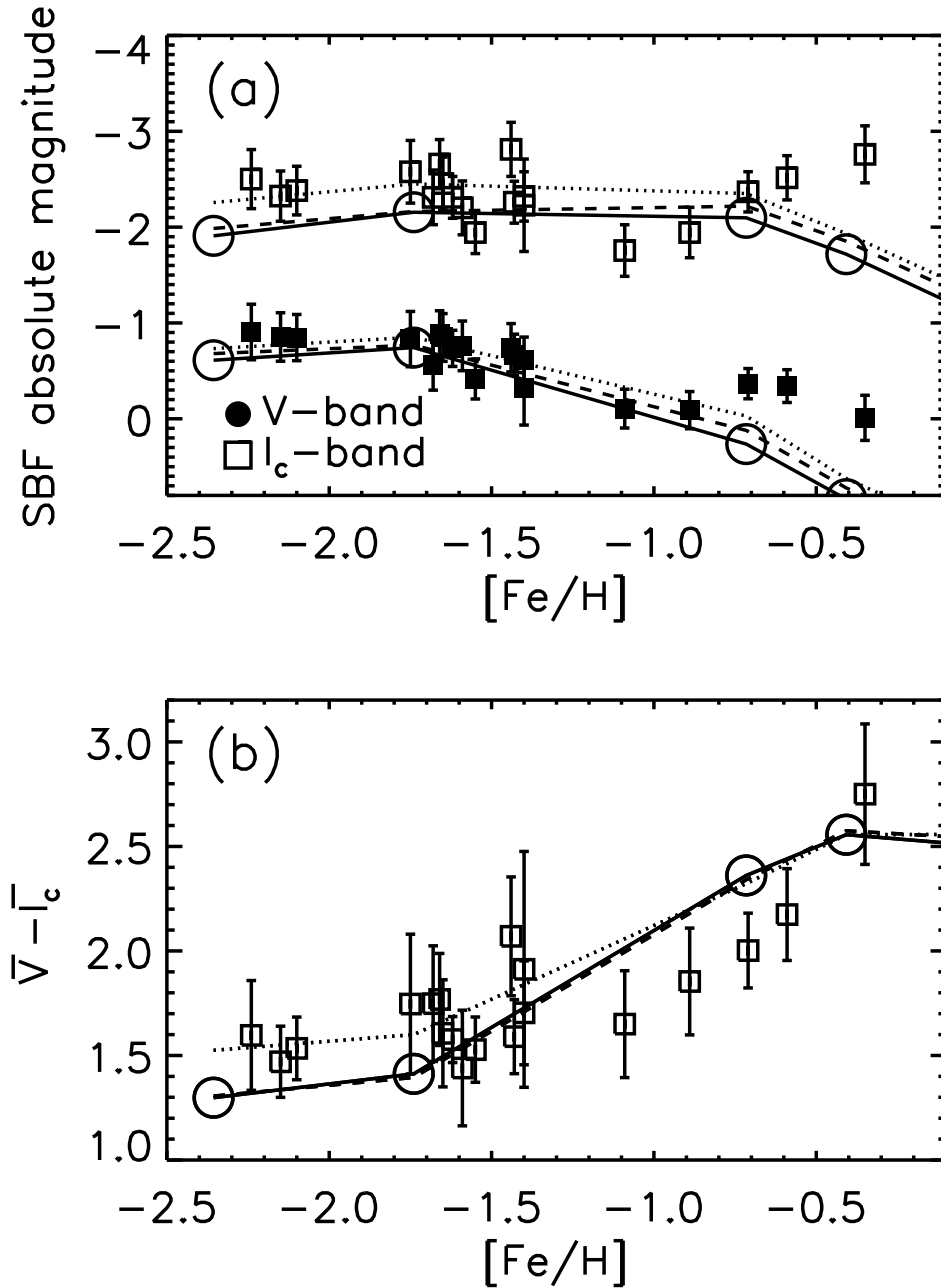 SBF absolute magnitude
(a)
−4
−3
−2
−1
0
V−band
I_c−band
−2.5 −2.0 −1.5 −1.0 −0.5
[Fe/H]
V̅−I̅_c
(b)
3.0
2.5
2.0
1.5
1.0
−2.5 −2.0 −1.5 −1.0 −0.5
[Fe/H]